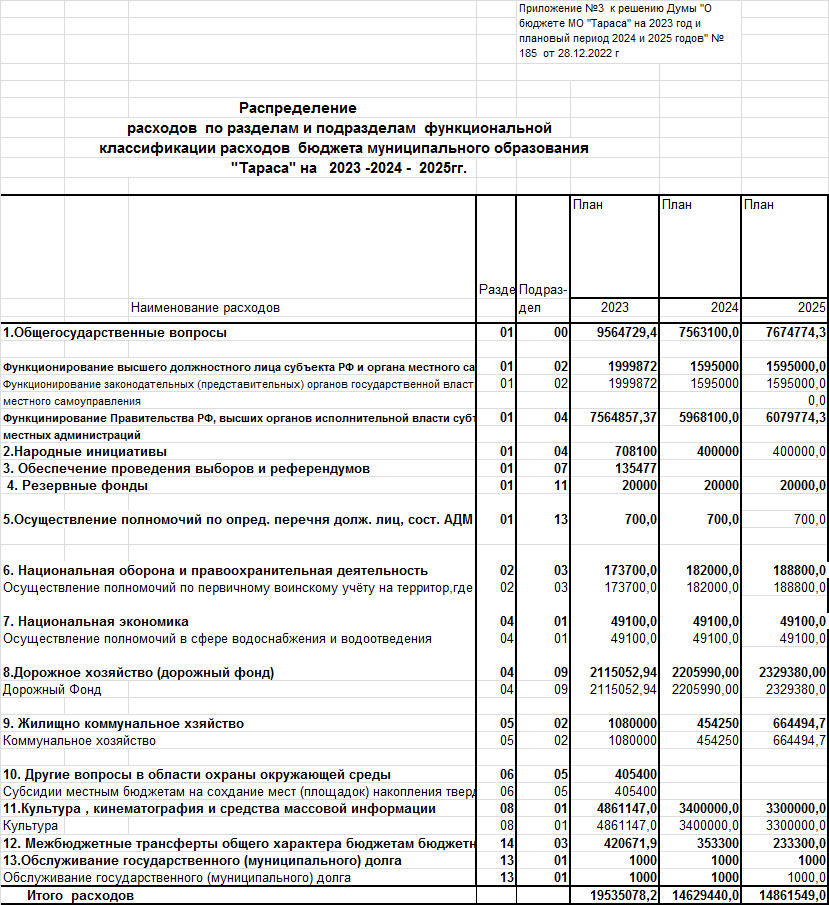 Приложение №3 к решению Думы "О
бюджете МО "Тараса" на 2023 год и
плановый период 2024 и 2025 годов" №
185 от 28.12.2022 г
Распределение
расходов по разделам и подразделам функциональной
классификации расходов бюджета муниципального образования
"Тараса" на 2023 -2024 - 2025гг.
План План План
Разде Подраз-
Наименование расходов дел 2023 2024 2025
1.Общегосударственные вопросы 01 00 9564729,4 7563100,0 7674774,3
Функционирование высшего должностного лица субъекта РФ и органа местного са 01 02 1999872 1595000 1595000,0
Функционирование законодательных (представительных) органов государственной власти 01 02 1999872 1595000 1595000,0
местного самоуправления 0,0
Функцинирование Правительства РФ, высших органов исполнительной власти субъ 01 04 7564857,37 5968100,0 6079774,3
местных администраций
2.Народные инициативы 01 04 708100 400000 400000,0
3. Обеспечение проведения выборов и референдумов 01 07 135477
4. Резервные фонды 01 11 20000 20000 20000,0
5.Осуществление полномочий по опред. перечня долж. лиц, сост. АДМ 01 13 700,0 700,0 700,0
6. Национальная оборона и правоохранительная деятельность 02 03 173700,0 182000,0 188800,0
Осуществление полномочий по первичному воинскому учёту на территор,где 02 03 173700,0 182000,0 188800,0
7. Национальная экономика 04 01 49100,0 49100,0 49100,0
Осуществление полномочий в сфере водоснабжения и водоотведения 04 01 49100,0 49100,0 49100,0
8.Дорожное хозяйство (дорожный фонд) 04 09 2115052,94 2205990,00 2329380,00
Дорожный Фонд 04 09 2115052,94 2205990,00 2329380,0
9. Жилищно коммунальное хзяйство 05 02 1080000 454250 664494,7
Коммунальное хозяйство 05 02 1080000 454250 664494,7
10. Другие вопросы в области охраны окружающей среды 06 05 405400
Субсидии местным бюджетам на создание мест (площадок) накопления тверд 06 05 405400
11.Культура , кинематография и средства массовой информации 08 01 4861147,0 3400000,0 3300000,0
Культура 08 01 4861147,0 3400000,0 3300000,0
12. Межбюджетные трансферты общего характера бюджетам бюджетн 14 03 420671,9 353300 233300,0
13.Обслуживание государственного (муниципального) долга 13 01 1000 1000 1000
Обслуживание государственного (муниципального) долга 13 01 1000 1000 1000,0
Итого расходов 19535078,2 14629440,0 14861549,0